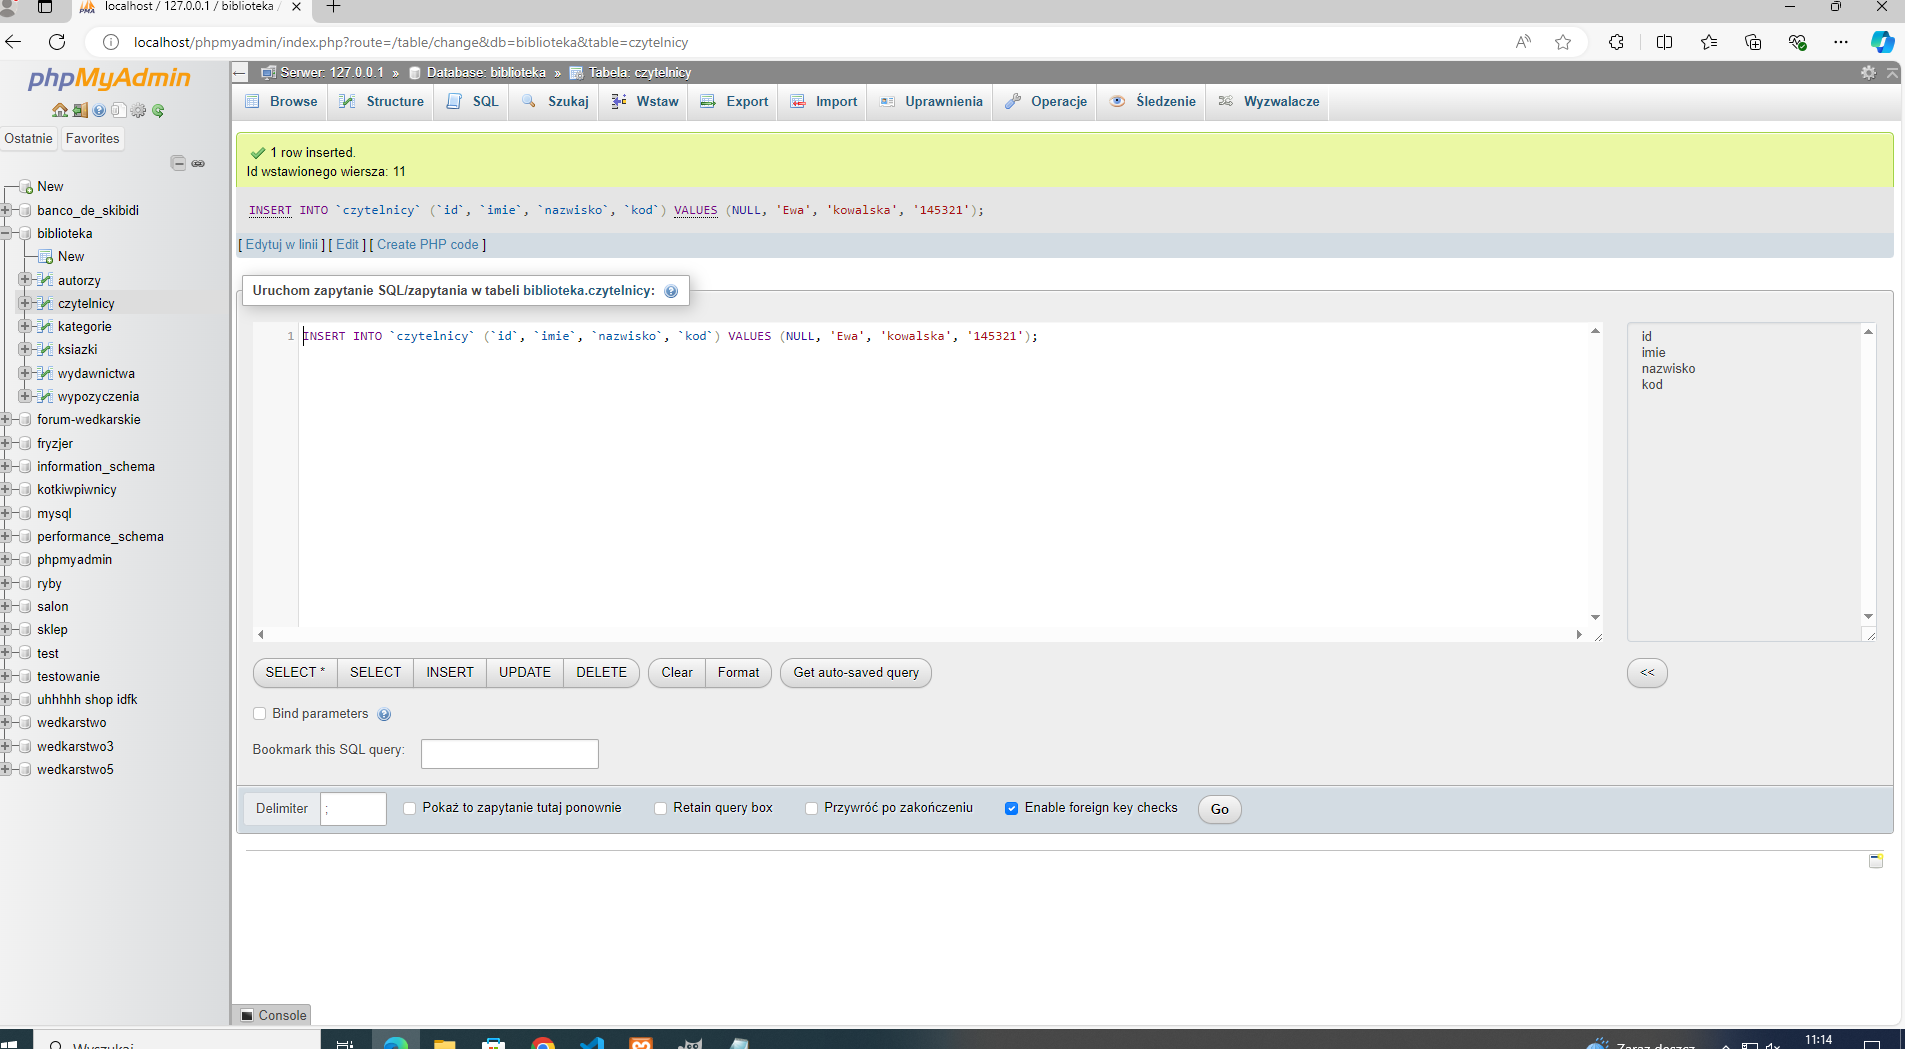 localhost / 127.0.0.1 / biblioteka /
localhost/phpmyadmin/index.php?route=/table/change&db=biblioteka&table=czytelnicy
phpMyAdmin
Ostatnie Favorites
New
banco_de_skibidi
biblioteka
New
autorzy
czytelnicy
kategorie
ksiazki
wydawnictwa
wypozyczenia
forum-wedkarskie
fryzjer
information_schema
kotkiwpiwnicy
mysql
performance_schema
phpmyadmin
ryby
salon
sklep
test
testowanie
uhhhhh shop idfk
wedkarstwo
wedkarstwo3
wedkarstwo5
Serwer: 127.0.0.1 » Database: biblioteka » Tabela: czytelnicy
Browse Structure SQL Szukaj Wstaw Export Import Uprawnienia Operacje Śledzenie Wyzwalacze
1 row inserted.
Id wstawionego wiersza: 11
INSERT INTO `czytelnicy` (`id`, `imie`, `nazwisko`, `kod`) VALUES (NULL, 'Ewa', 'kowalska', '145321');
[ Edytuj w linii ] [ Edit ] [ Create PHP code ]
Uruchom zapytanie SQL/zapytania w tabeli biblioteka.czytelnicy:
1 INSERT INTO `czytelnicy` (`id`, `imie`, `nazwisko`, `kod`) VALUES (NULL, 'Ewa', 'kowalska', '145321');
id
imie
nazwisko
kod
SELECT * SELECT INSERT UPDATE DELETE Clear Format Get auto-saved query <<
Bind parameters
Bookmark this SQL query:
Delimiter ; Pokaż to zapytanie tutaj ponownie Retain query box Przywróć po zakończeniu Enable foreign key checks Go
Console
Wyszukaj
Zaraz deszcz
11:14